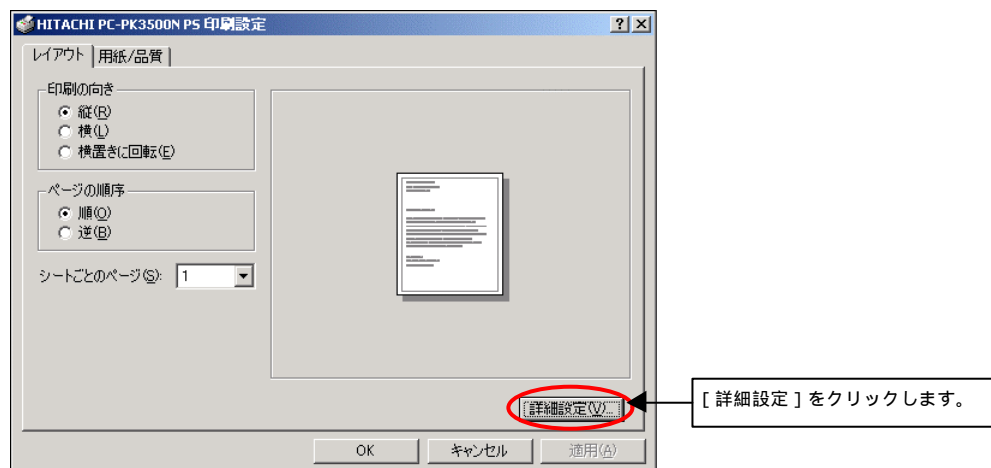 HITACHI PC-PK3500N PS 印刷設定
レイアウト 用紙/品質
印刷の向き
縦(R)
横(L)
横置きに回転(E)
ページの順序
順(O)
逆(B)
シートごとのページ(S): 1
詳細設定(V)...
[ 詳細設定 ] をクリックします。
OK キャンセル 適用(A)